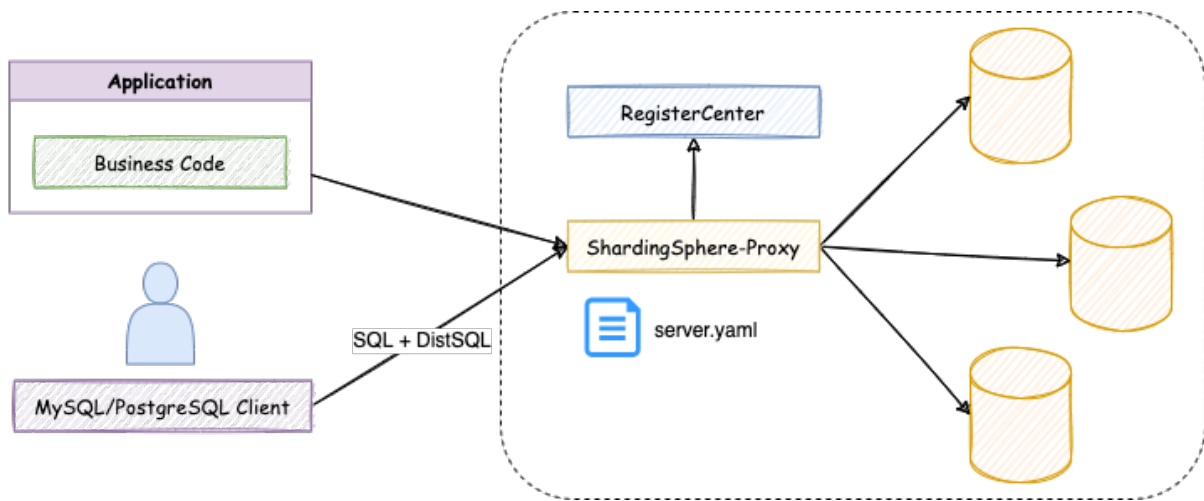 Application
Business Code
RegisterCenter
ShardingSphere-Proxy
SQL + DistSQL
server.yaml
MySQL/PostgreSQL Client